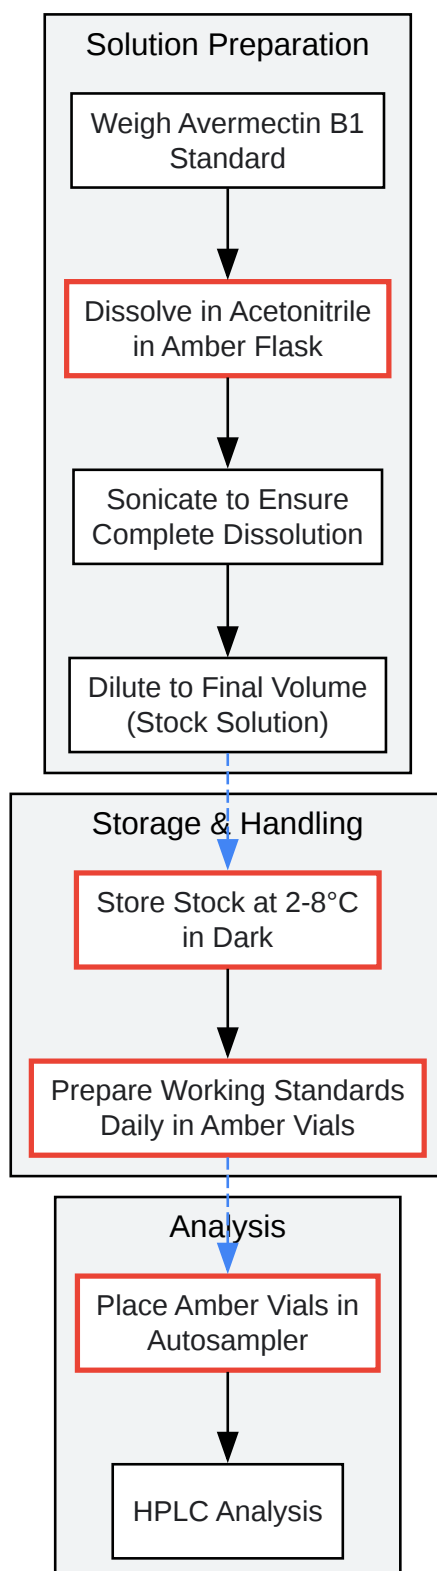 Solution Preparation
Weigh Avermectin B1
Standard
Dissolve in Acetonitrile
in Amber Flask
Sonicate to Ensure
Complete Dissolution
Dilute to Final Volume
(Stock Solution)
Storage & Handling
Store Stock at 2-8°C
in Dark
Prepare Working Standards
Daily in Amber Vials
Analysis
Place Amber Vials in
Autosampler
HPLC Analysis